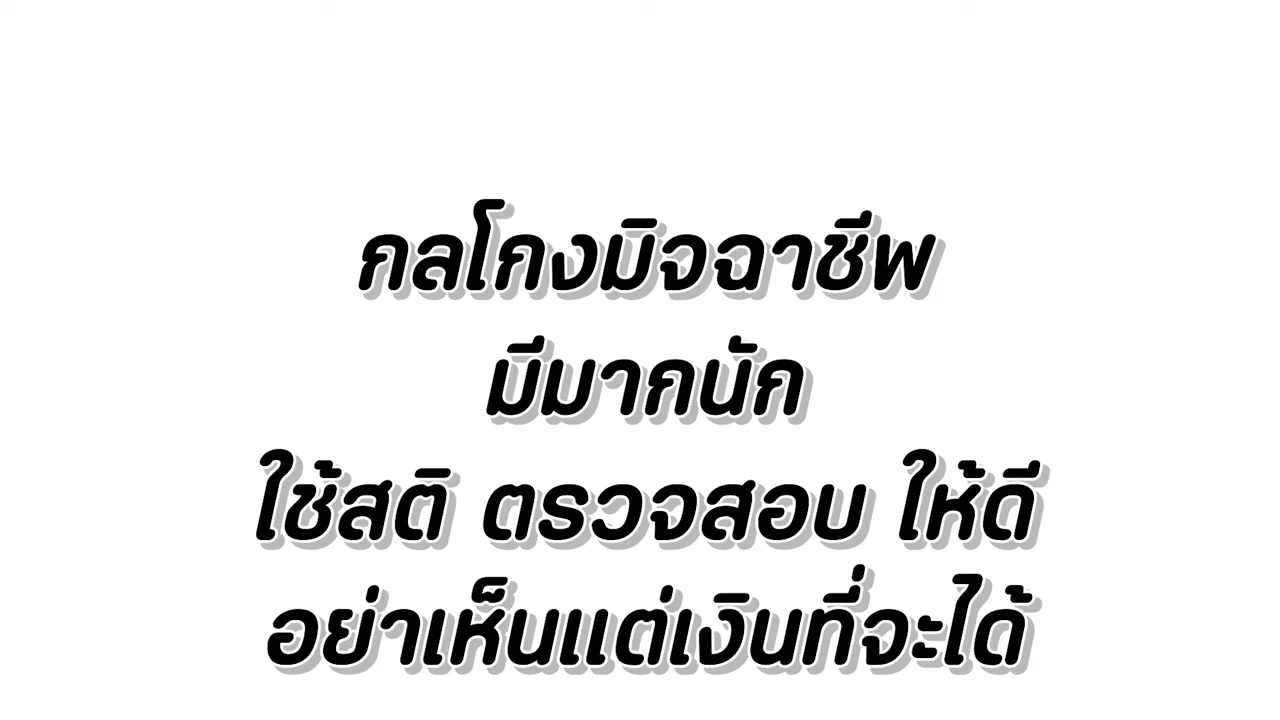 กลโกงมิจฉาชีพ
มีมากนัก
ใช้สติ ตรวจสอบ ให้ดี
อย่าเห็นแต่เงินที่จะได้